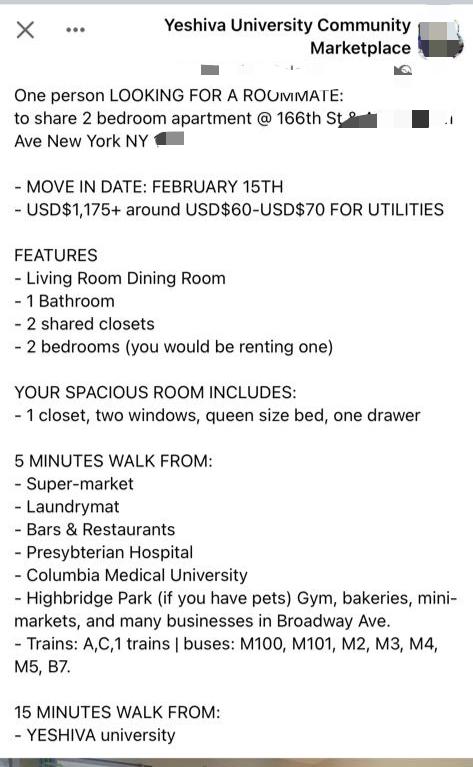 Yeshiva University Community
Marketplace
One person LOOKING FOR A ROOMMATE:
to share 2 bedroom apartment @ 166th St
Ave New York NY
- MOVE IN DATE: FEBRUARY 15TH
- USD$1,175+ around USD$60-USD$70 FOR UTILITIES
FEATURES
- Living Room Dining Room
- 1 Bathroom
- 2 shared closets
- 2 bedrooms (you would be renting one)
YOUR SPACIOUS ROOM INCLUDES:
- 1 closet, two windows, queen size bed, one drawer
5 MINUTES WALK FROM:
- Super-market
- Laundrymat
- Bars & Restaurants
- Presybterian Hospital
- Columbia Medical University
- Highbridge Park (if you have pets) Gym, bakeries, mini-
markets, and many businesses in Broadway Ave.
- Trains: A,C,1 trains | buses: M100, M101, M2, M3, M4,
M5, B7.
15 MINUTES WALK FROM:
- YESHIVA university